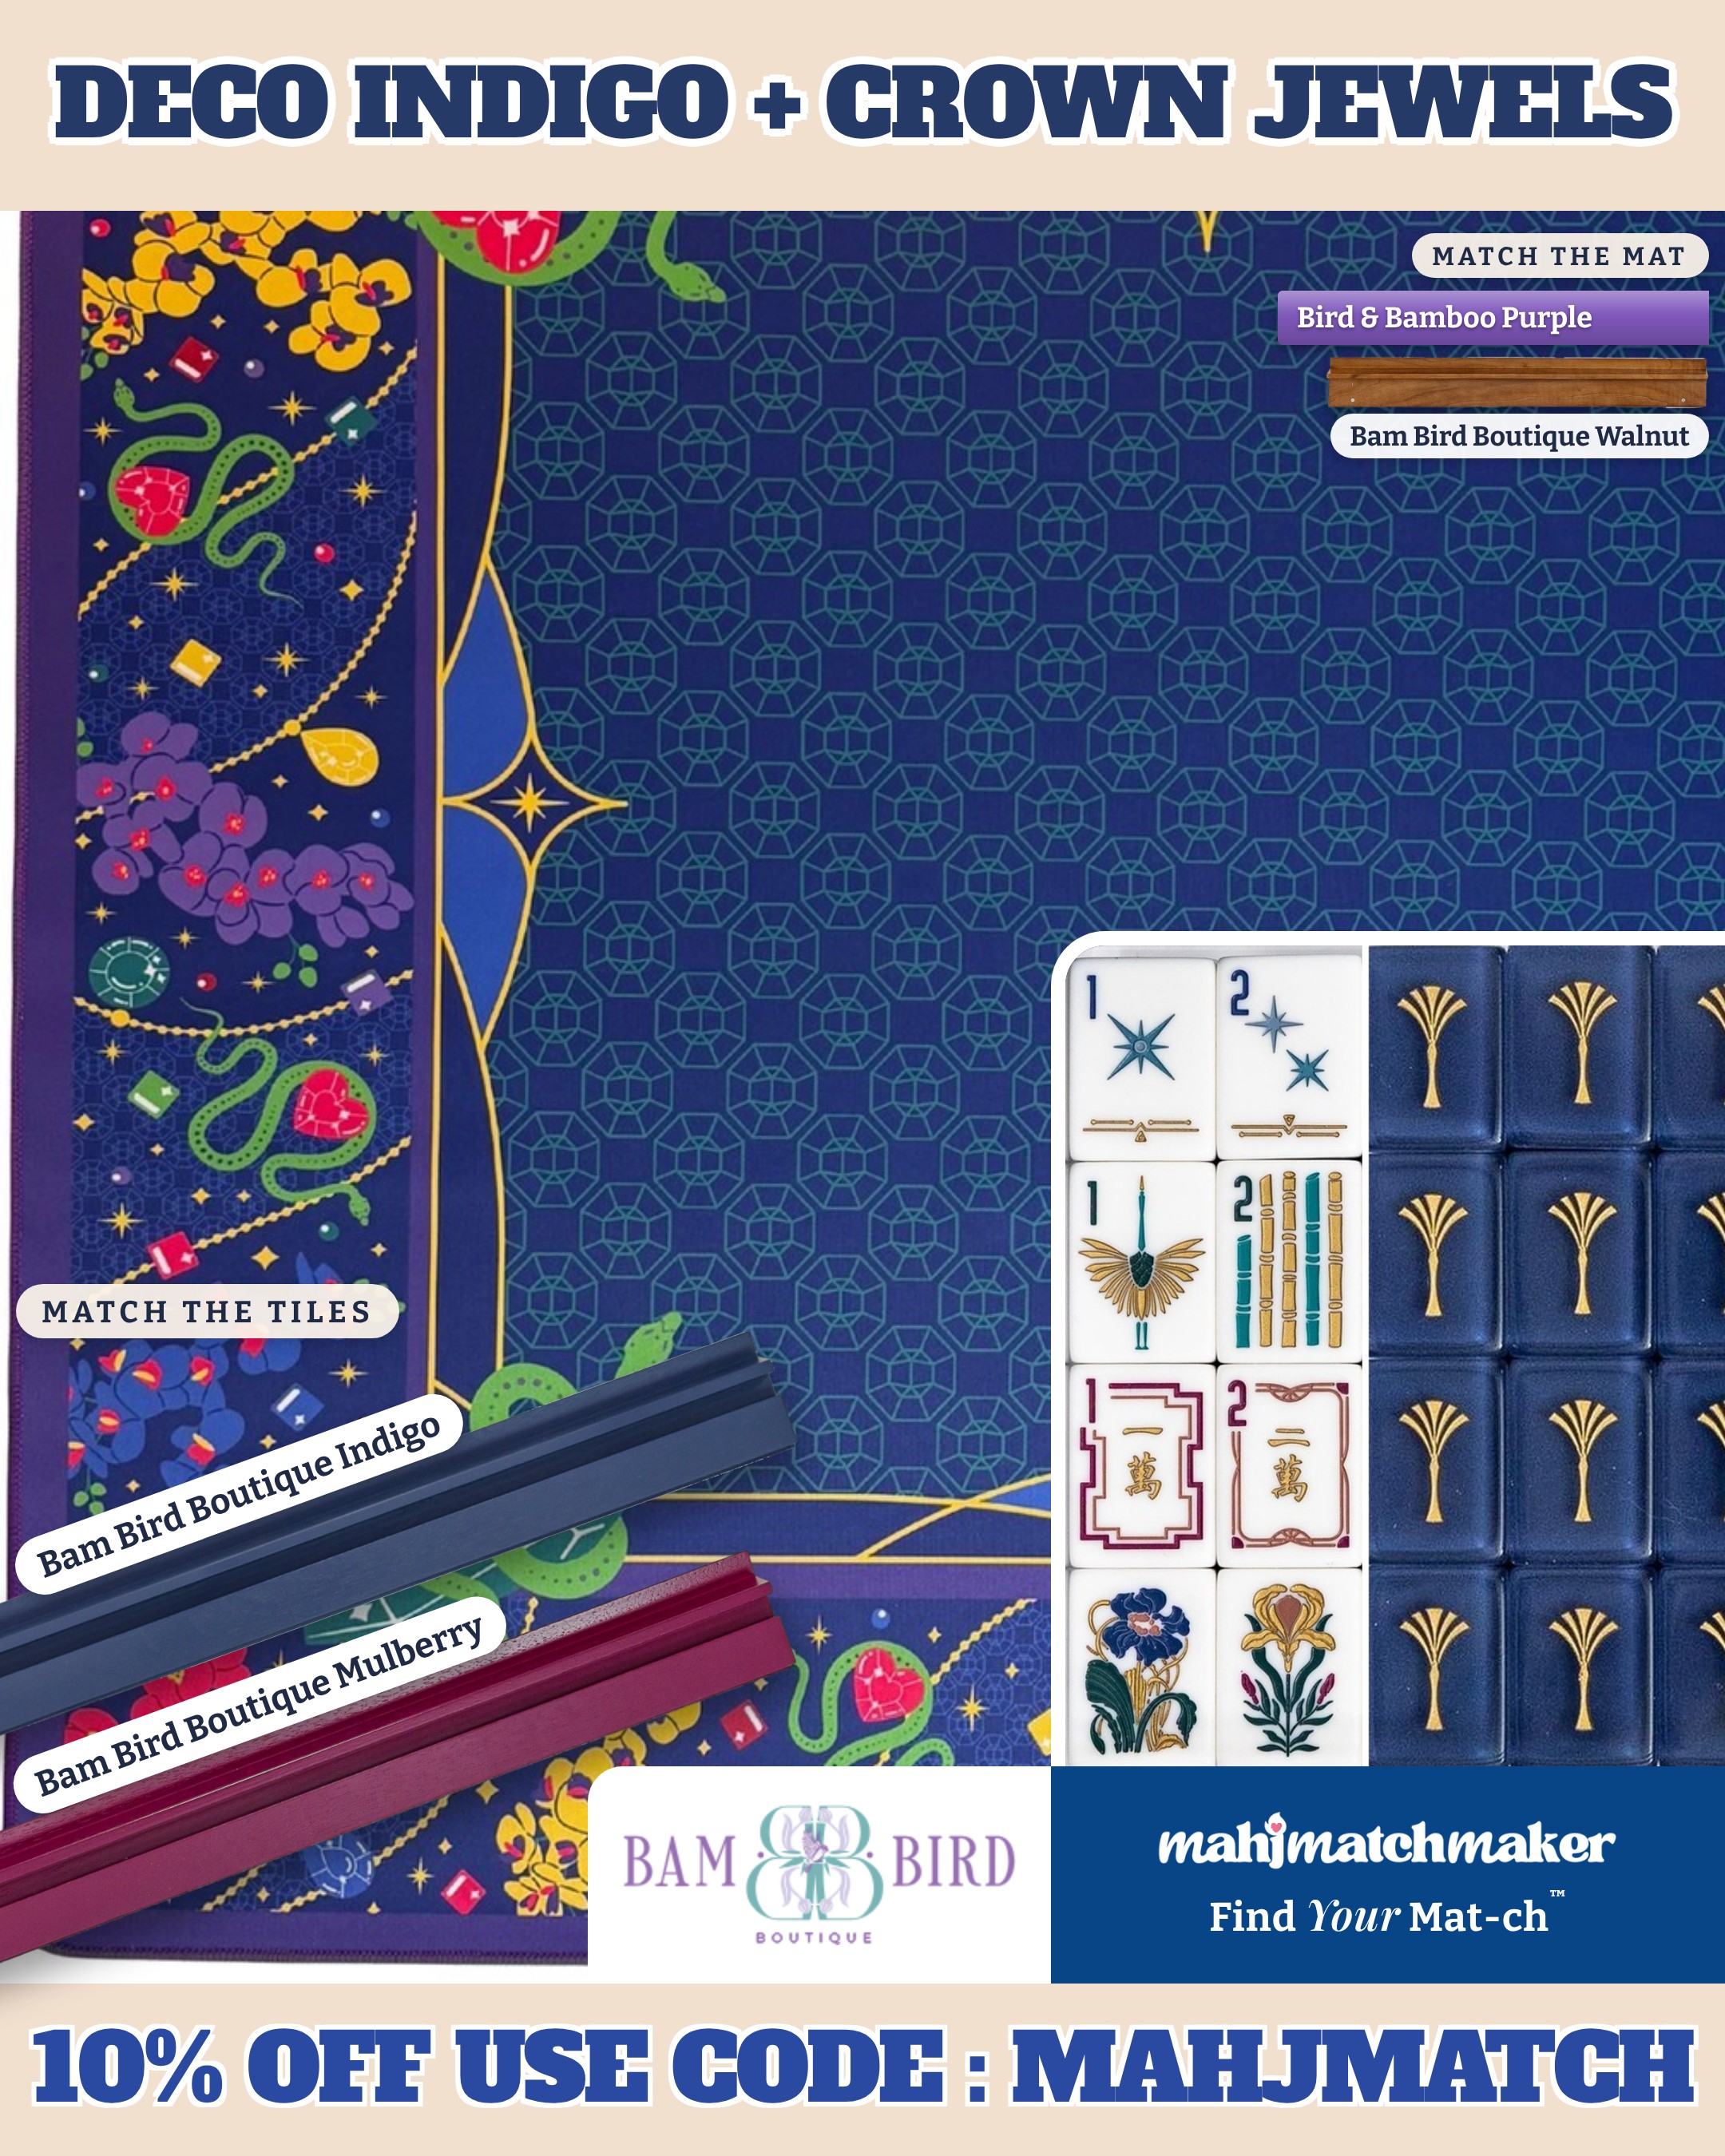 DECO INDIGO + CROWN JEWELS
MATCH THE MAT
Bird & Bamboo Purple
Bam Bird Boutique Walnut
1
2
1
2
1
一
萬
2
二
萬
MATCH THE TILES
Bam Bird Boutique Indigo
Bam Bird Boutique Mulberry
BAM BIRD
BOUTIQUE
mahjmatchmaker
Find Your Mat-ch™
10% OFF USE CODE : MAHJMATCH